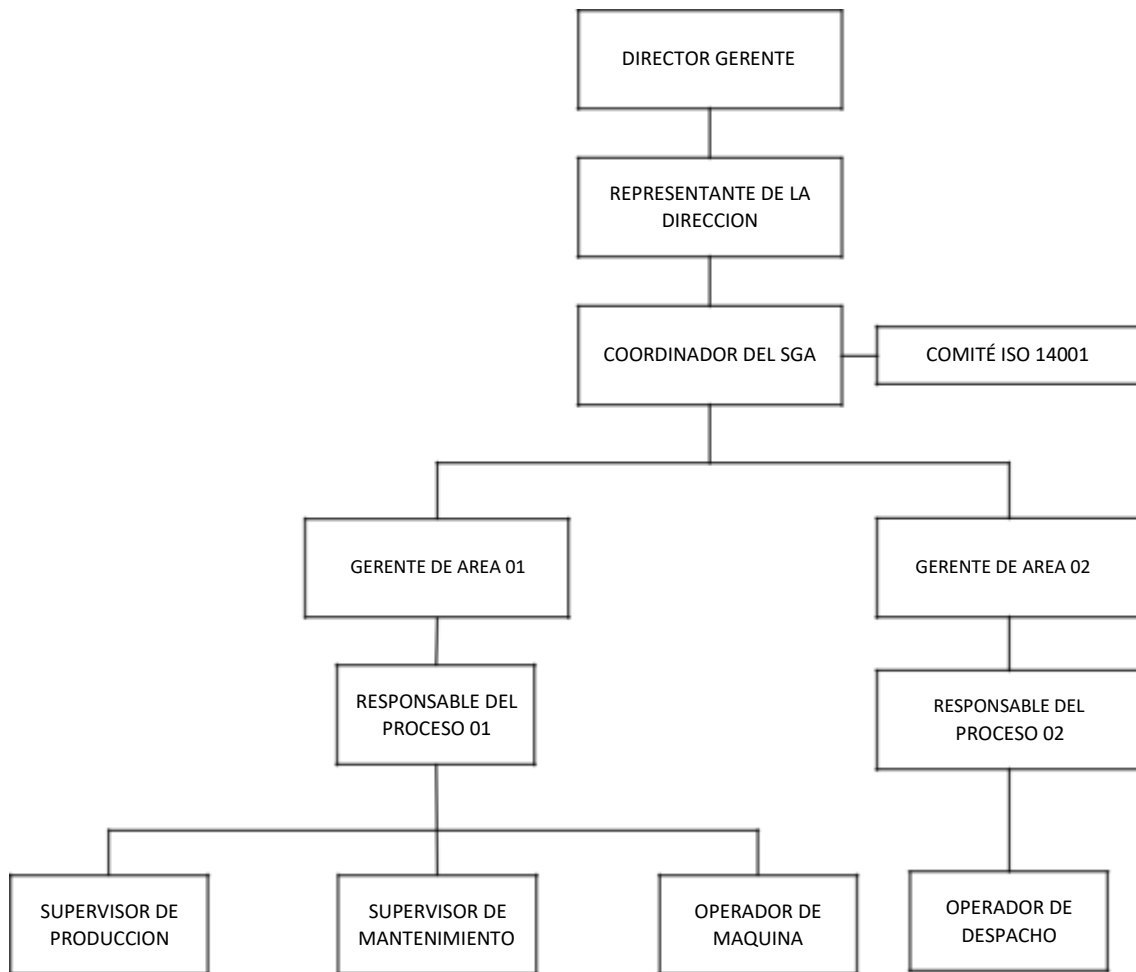 DIRECTOR GERENTE
REPRESENTANTE DE LA
DIRECCION
COORDINADOR DEL SGA
COMITÉ ISO 14001
GERENTE DE AREA 01
GERENTE DE AREA 02
RESPONSABLE DEL
PROCESO 01
RESPONSABLE DEL
PROCESO 02
SUPERVISOR DE
PRODUCCION
SUPERVISOR DE
MANTENIMIENTO
OPERADOR DE
MAQUINA
OPERADOR DE
DESPACHO